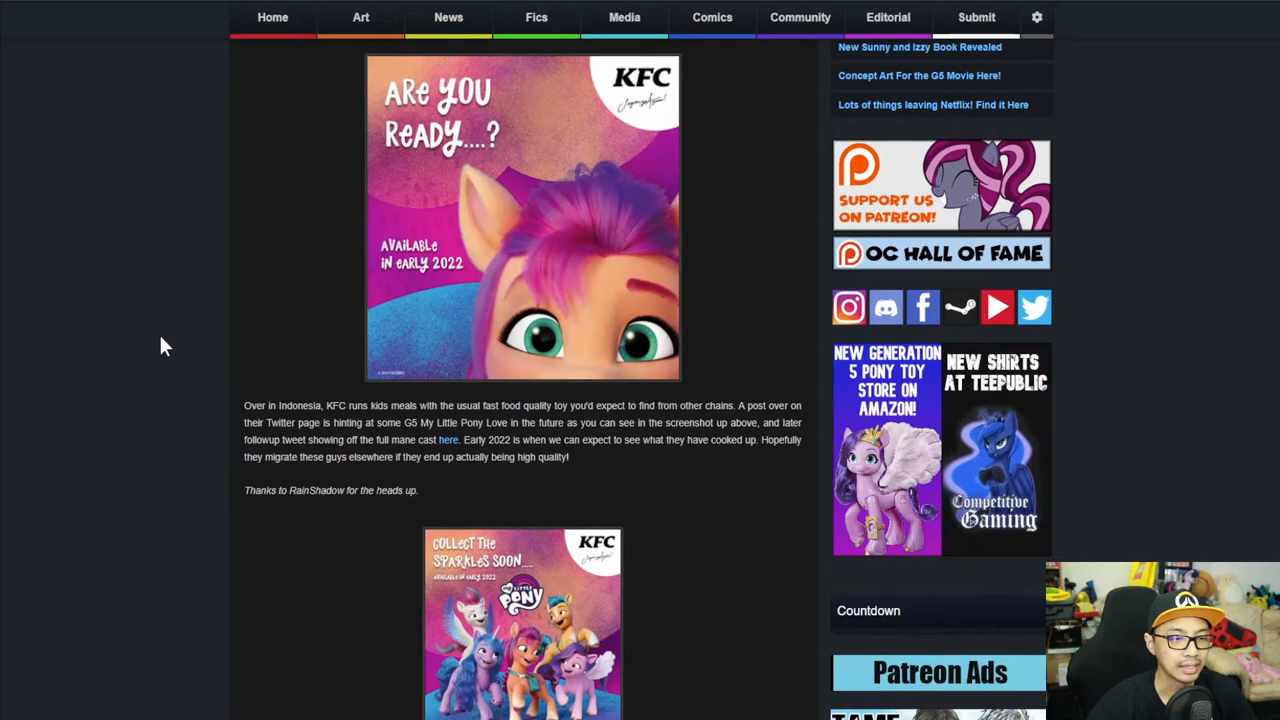 Home Art News Fics Media Comics Community Editorial Submit
New Sunny and Izzy Book Revealed
Concept Art For the G5 Movie Here!
Lots of things leaving Netflix! Find it Here
ARE YOU
READY....?
KFC
AVAILABLE
IN EARLY 2022
SUPPORT US
ON PATREON!
OC HALL OF FAME
NEW GENERATION
5 PONY TOY
STORE ON
AMAZON!
NEW SHIRTS
AT TEEPUBLIC
Competitive
Gaming
Over in Indonesia, KFC runs kids meals with the usual fast food quality toy you'd expect to find from other chains. A post over on
their Twitter page is hinting at some G5 My Little Pony Love in the future as you can see in the screenshot up above, and later
followup tweet showing off the full mane cast here. Early 2022 is when we can expect to see what they have cooked up. Hopefully
they migrate these guys elsewhere if they end up actually being high quality!
Thanks to RainShadow for the heads up.
COLLECT THE
SPARKLES SOON.....
AVAILABLE IN EARLY 2022
KFC
MY LITTLE
PONY
Countdown
Patreon Ads
TAME